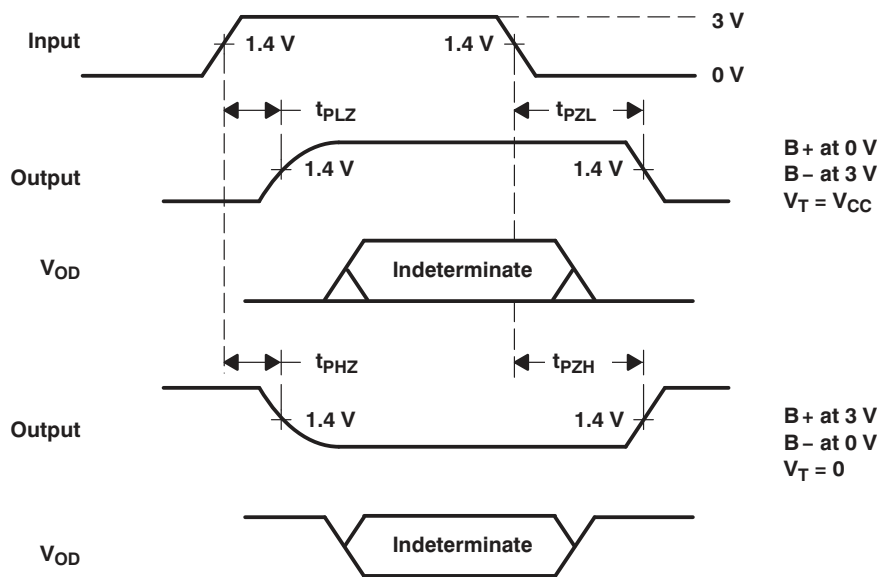 3 V
Input
1.4 V
1.4 V
0 V
tPLZ
tPZL
B+ at 0 V
Output
1.4 V
1.4 V
B− at 3 V
VT = VCC
VOD
Indeterminate
tPHZ
tPZH
Output
1.4 V
1.4 V
B+ at 3 V
B− at 0 V
VT = 0
VOD
Indeterminate